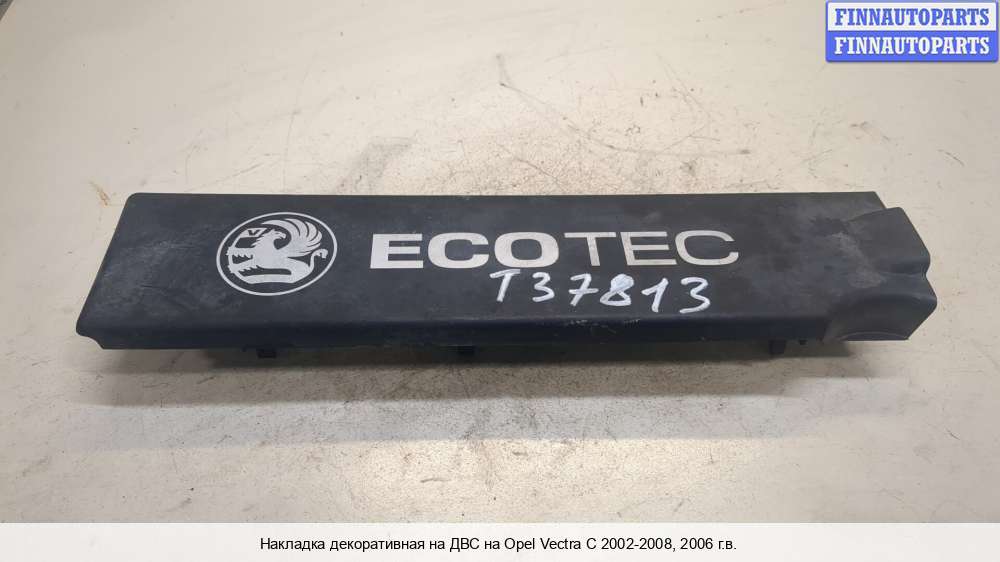 FINNAUTOPARTS
FINNAUTOPARTS
V
ECOTEC
T37813
Накладка декоративная на ДВС на Opel Vectra C 2002-2008, 2006 г.в.